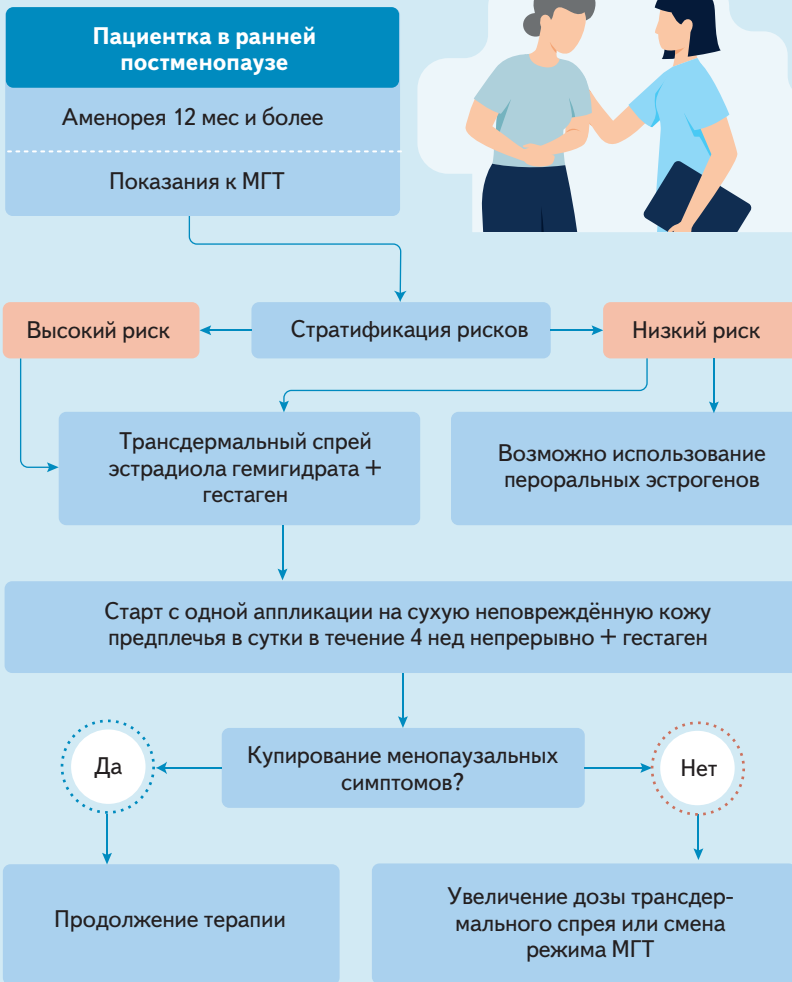 Пациентка в ранней
постменопаузе
Аменорея 12 мес и более
Показания к МГТ
Высокий риск
Стратификация рисков
Низкий риск
Трансдермальный спрей
эстрадиола гемигидрата +
гестаген
Возможно использование
пероральных эстрогенов
Старт с одной аппликации на сухую неповреждённую кожу
предплечья в сутки в течение 4 нед непрерывно + гестаген
Да
Купирование менопаузальных
симптомов?
Нет
Продолжение терапии
Увеличение дозы трансдер-
мального спрея или смена
режима МГТ